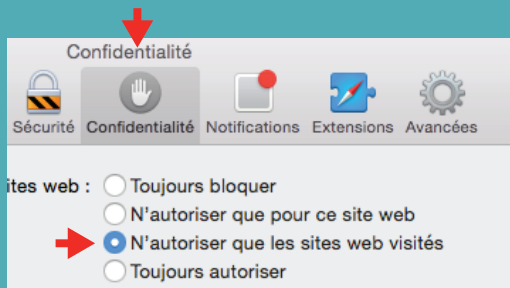 Confidentialité
Sécurité Confidentialité Notifications Extensions Avancées
ites web : Toujours bloquer
N'autoriser que pour ce site web
N'autoriser que les sites web visités
Toujours autoriser